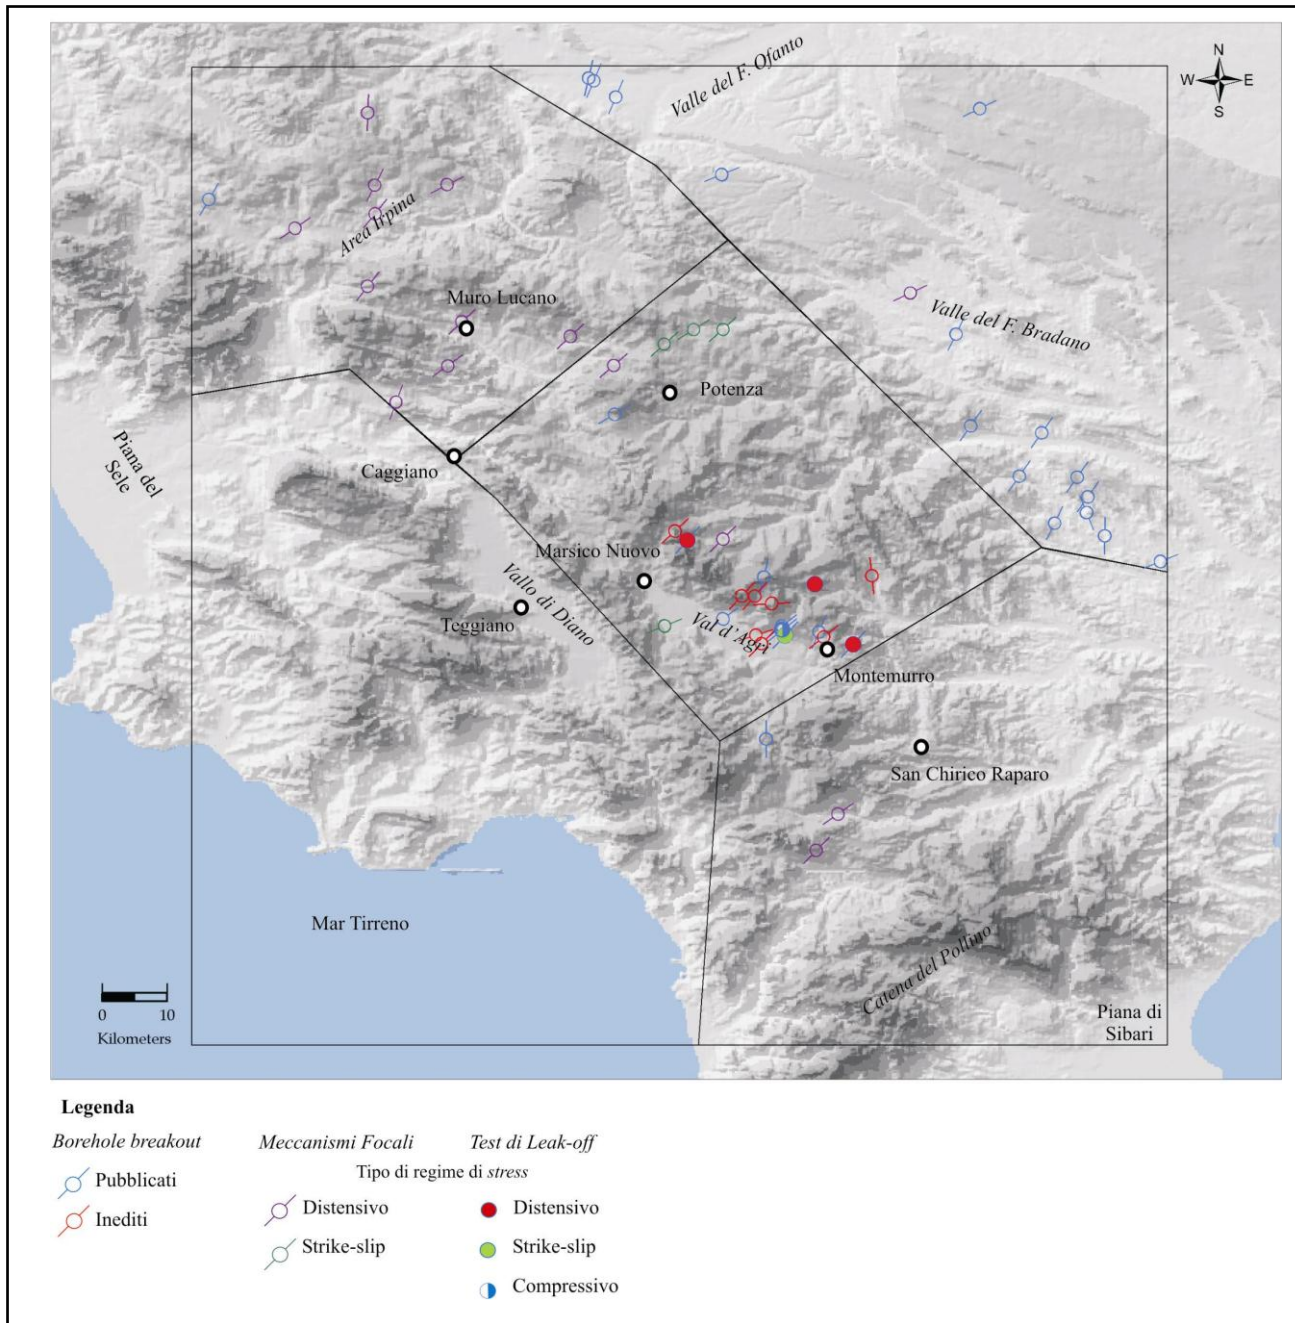 N
W
E
S
Valle del F. Ofanto
Area Irpina
Muro Lucano
Valle del F. Bradano
Potenza
Piana del
Sele
Caggiano
Marsico Nuovo
Vallo di Diano
Teggiano
Val d'Agri
Montemurro
San Chirico Raparo
Mar Tirreno
Catena del Pollino
Piana di
Sibari
0 10
Kilometers
Legenda
Borehole breakout
Pubblicati
Inediti
Meccanismi Focali Test di Leak-off
Tipo di regime di stress
Distensivo Distensivo
Strike-slip Strike-slip
Compressivo